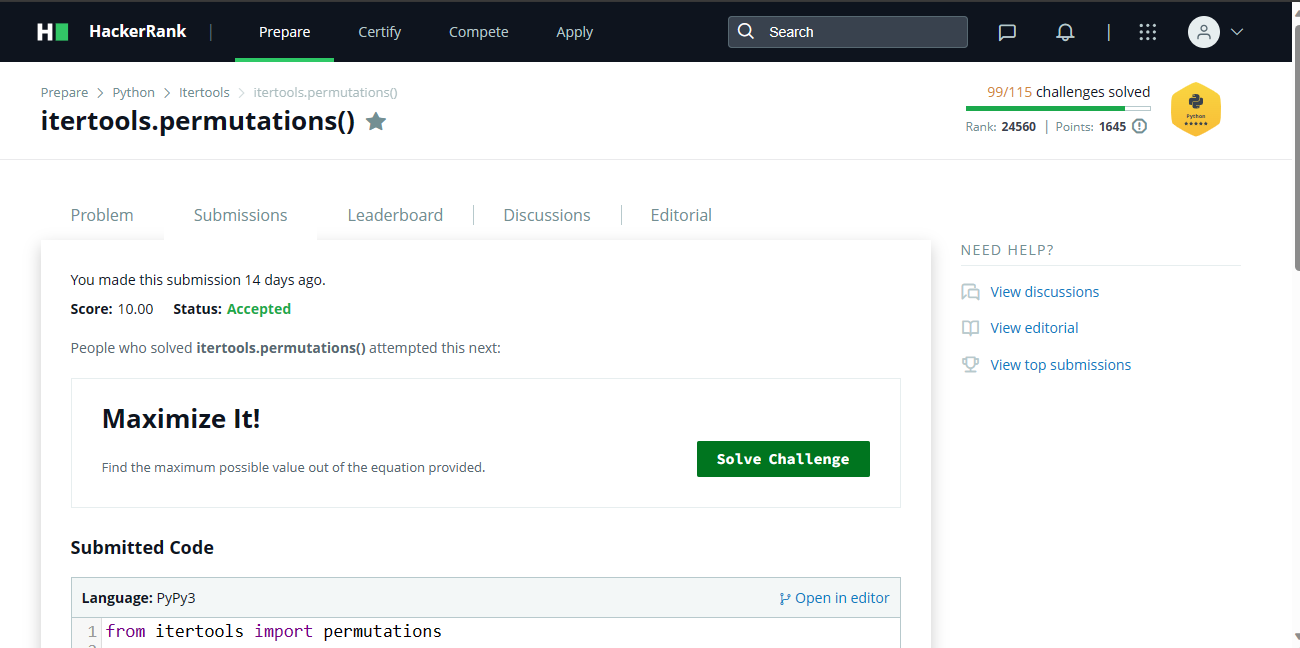 HackerRank | Prepare Certify Compete Apply Search |
Prepare > Python > Itertools > itertools.permutations()
itertools.permutations()
99/115 challenges solved
Rank: 24560 | Points: 1645
Python
Problem Submissions Leaderboard Discussions Editorial
You made this submission 14 days ago.
Score: 10.00 Status: Accepted
People who solved itertools.permutations() attempted this next:
Maximize It!
Find the maximum possible value out of the equation provided.
Solve Challenge
Submitted Code
Language: PyPy3 Open in editor
1 from itertools import permutations
NEED HELP?
View discussions
View editorial
View top submissions